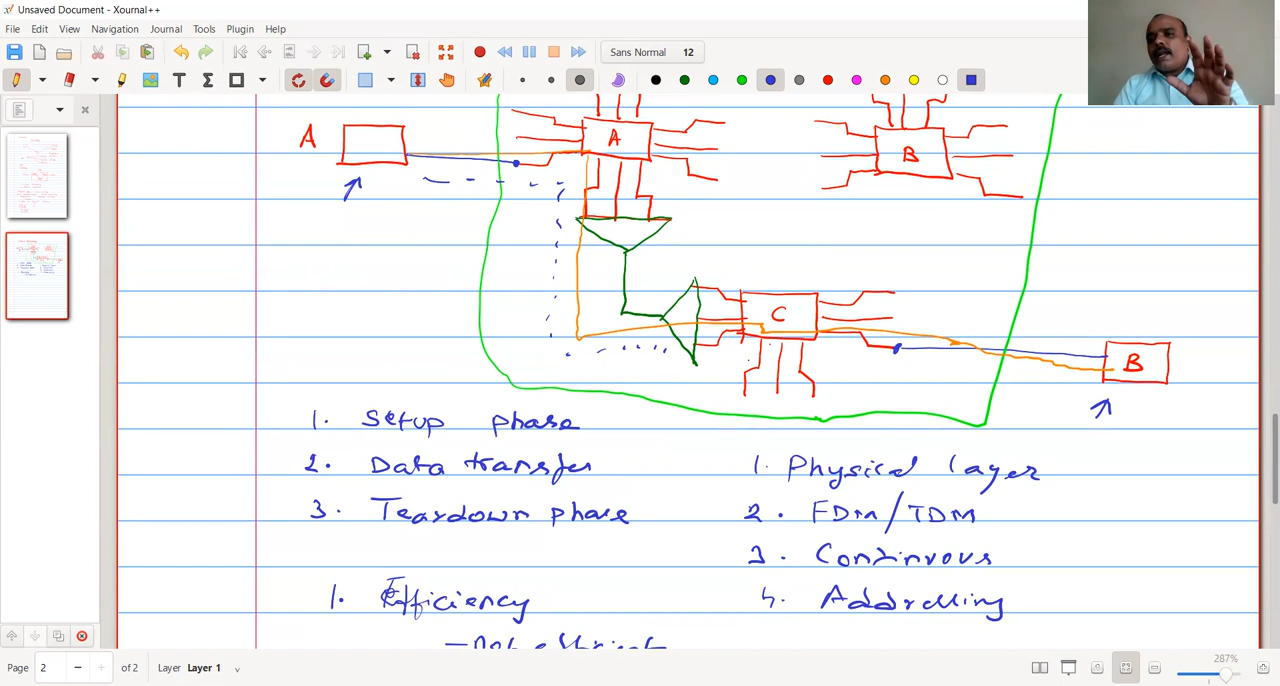 Unsaved Document - Xournal++
File Edit View Navigation Journal Tools Plugin Help
Sans Normal 12
A
A
B
C
B
1. Setup phase
2. Data transfer
3. Teardown phase
1. Physical layer
2. FDM/TDM
3. Continuous
4. Addressing
1. Efficiency
Page 2 of 2 Layer Layer 1 287%